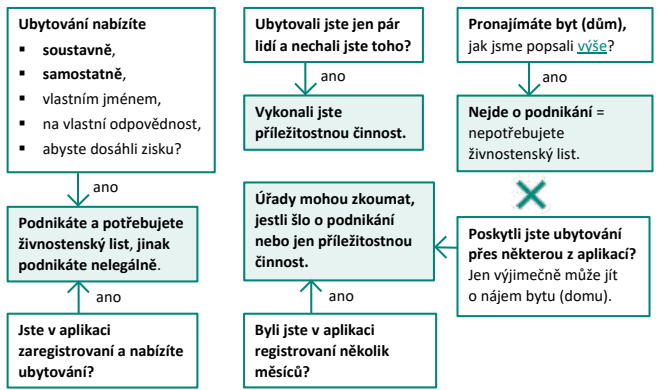 Ubytování nabízíte
▪ soustavně,
▪ samostatně,
▪ vlastním jménem,
▪ na vlastní odpovědnost,
▪ abyste dosáhli zisku?
ano
Podnikáte a potřebujete
živnostenský list, jinak
podnikáte nelegálně.
ano
Jste v aplikaci
zaregistrovaní a nabízíte
ubytování?
Ubytovali jste jen pár
lidí a nechali jste toho?
ano
Vykonali jste
příležitostnou činnost.
Úřady mohou zkoumat,
jestli šlo o podnikání
nebo jen příležitostnou
činnost.
ano
Byli jste v aplikaci
registrovaní několik
měsíců?
Pronajímáte byt (dům),
jak jsme popsali výše?
ano
Nejde o podnikání =
nepotřebujete
živnostenský list.
Poskytli jste ubytování
přes některou z aplikací?
Jen výjimečně může jít
o nájem bytu (domu).